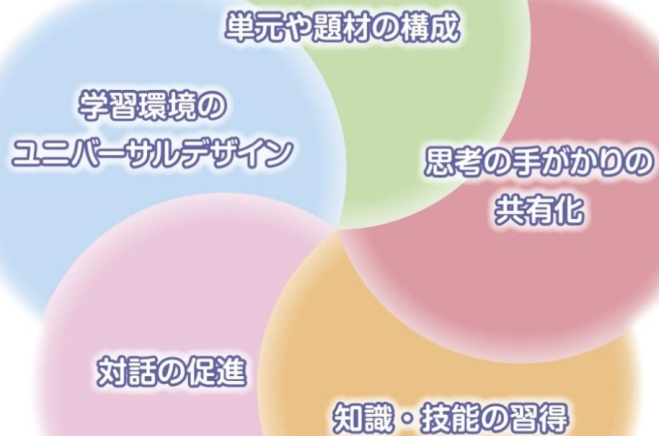 単元や題材の構成
学習環境の
ユニバーサルデザイン
思考の手がかりの
共有化
対話の促進
知識・技能の習得